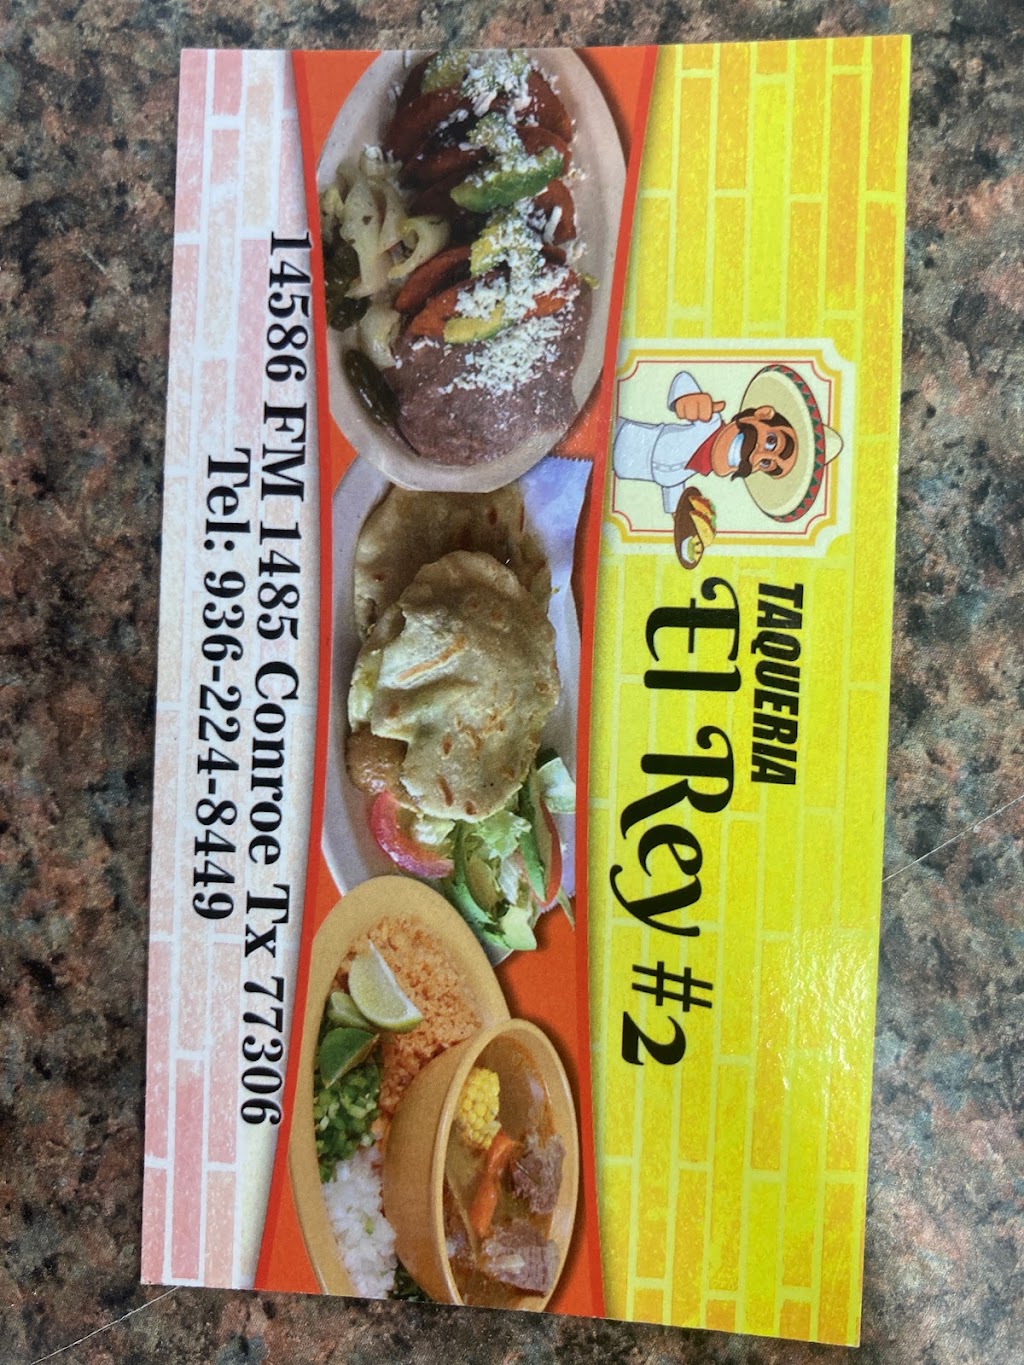 TAQUERIA
El Rey #2
14586 FM 1485 Conroe Tx 77306
Tel: 936-224-8449